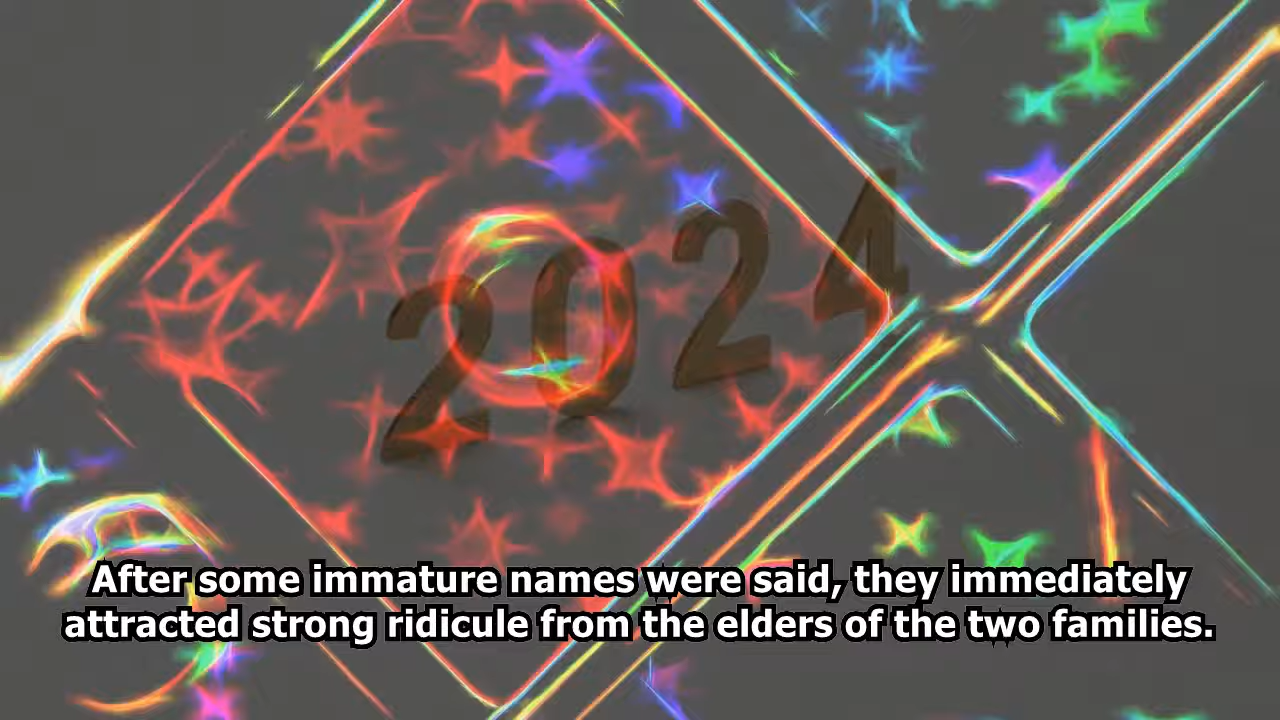 2024
After some immature names were said, they immediately
attracted strong ridicule from the elders of the two families.